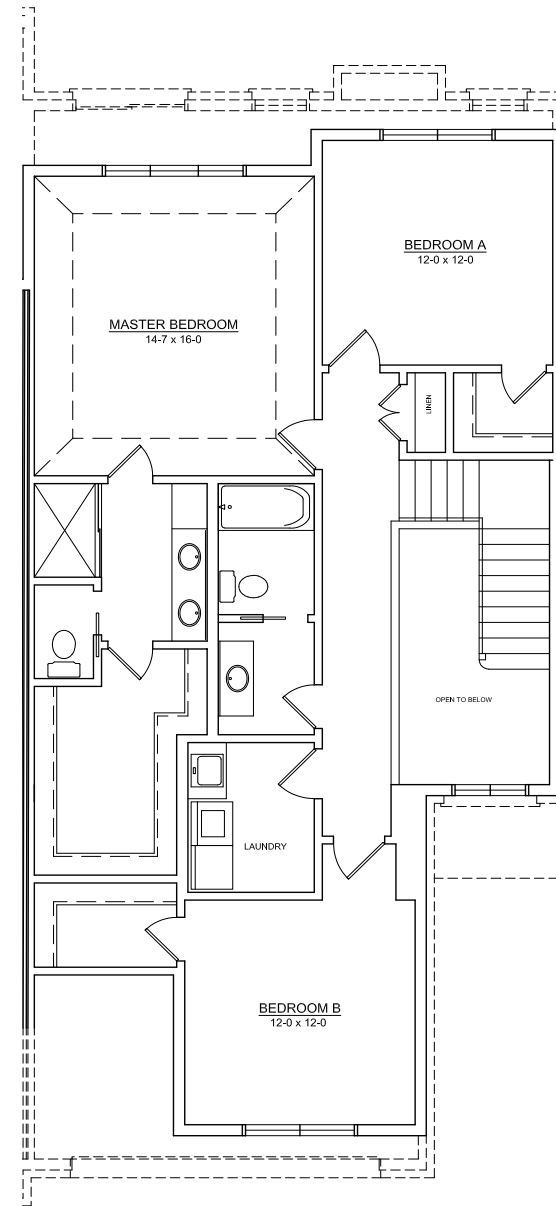 BEDROOM A
12-0 x 12-0
MASTER BEDROOM
14-7 x 16-0
LINEN
OPEN TO BELOW
LAUNDRY
BEDROOM B
12-0 x 12-0